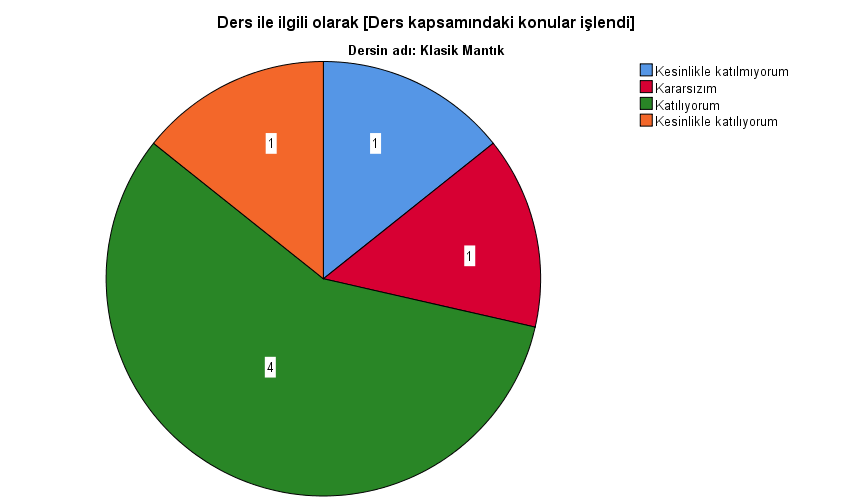 Ders ile ilgili olarak [Ders kapsamındaki konular işlendi]
Dersin adı: Klasik Mantık
Kesinlikle katılmıyorum
Kararsızım
Katılıyorum
Kesinlikle katılıyorum
1
1
1
4